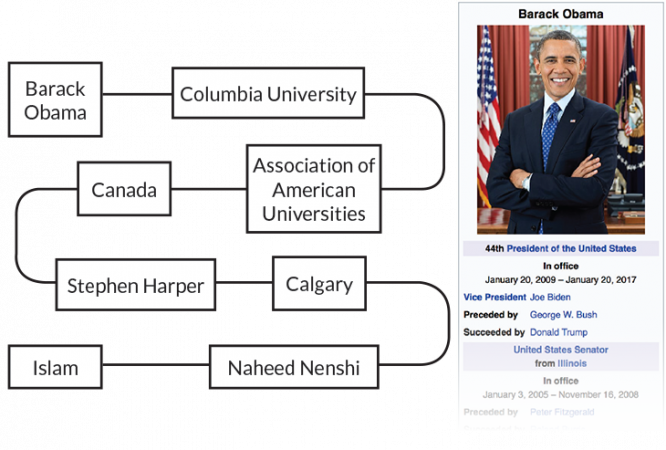 Barack
Obama
Columbia University
Association of
American
Universities
Canada
Stephen Harper
Calgary
Naheed Nenshi
Islam
Barack Obama
44th President of the United States
In office
January 20, 2009 – January 20, 2017
Vice President Joe Biden
Preceded by George W. Bush
Succeeded by Donald Trump
United States Senator
from Illinois
In office
January 3, 2005 – November 16, 2008
Preceded by Peter Fitzgerald